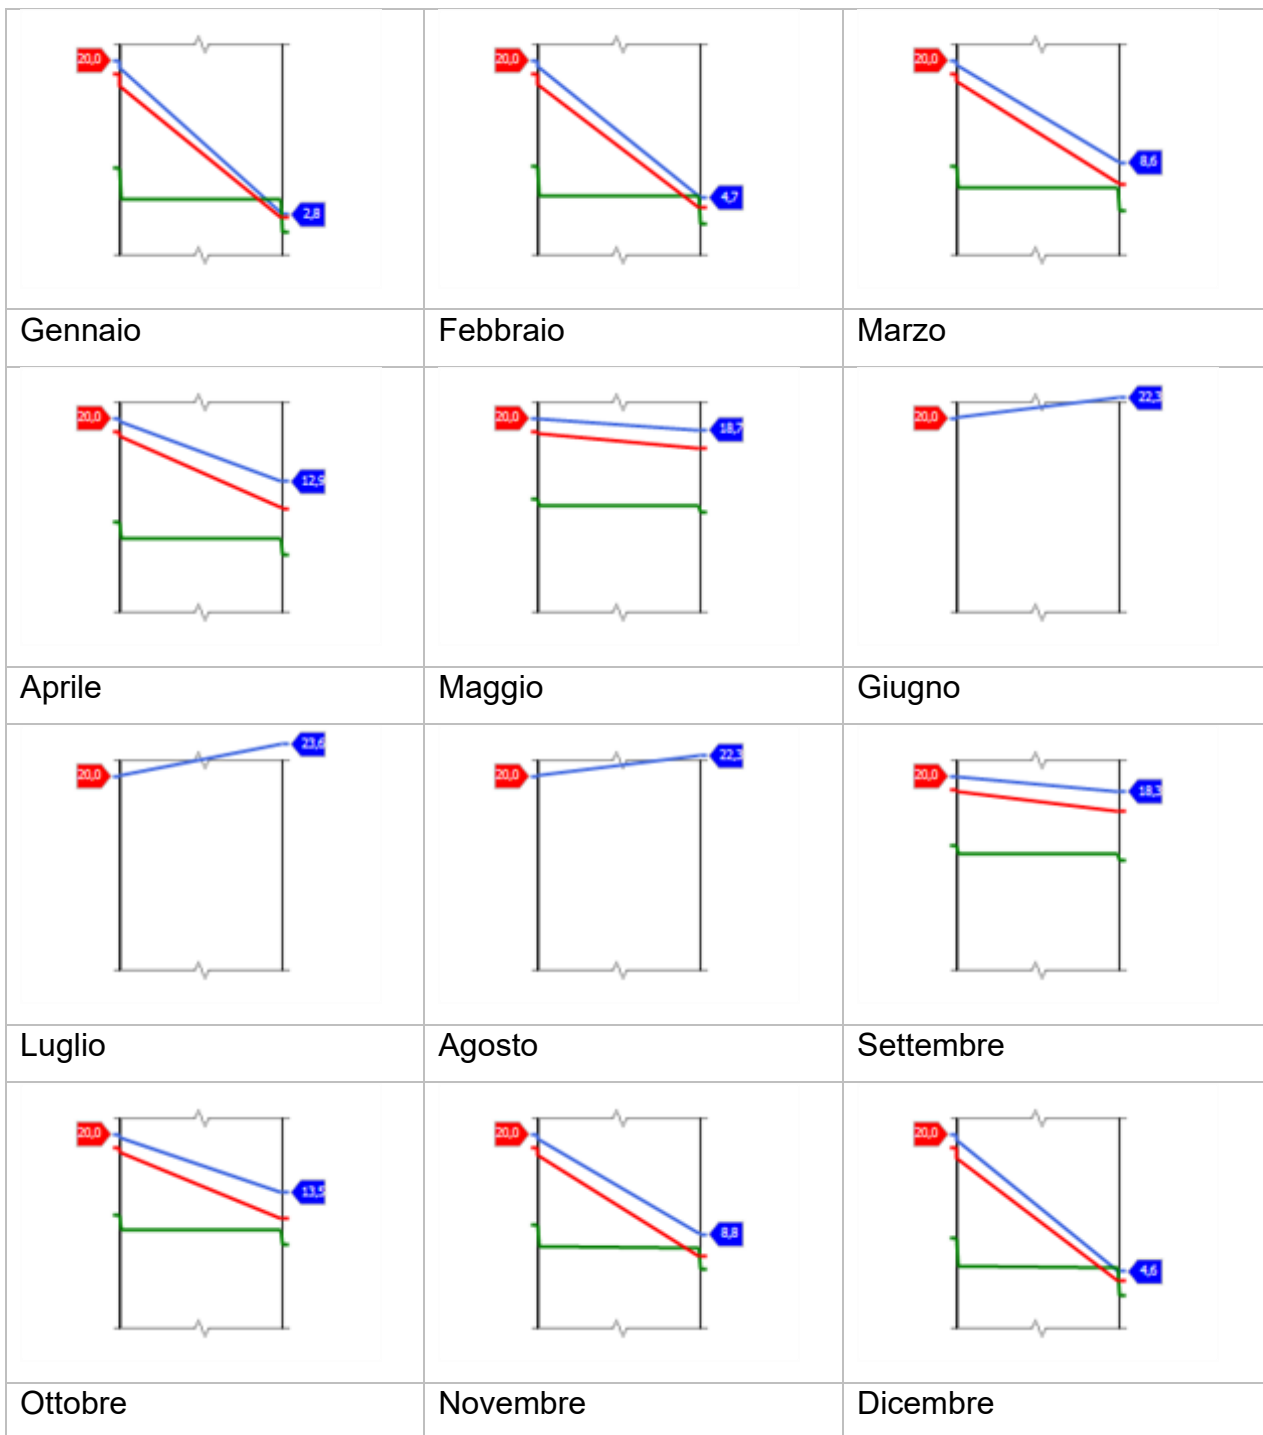 20,0 2,8
20,0 4,7
20,0 8,6
Gennaio
Febbraio
Marzo
20,0 12,9
20,0 18,7
20,0 22,3
Aprile
Maggio
Giugno
20,0 23,6
20,0 22,3
20,0 18,3
Luglio
Agosto
Settembre
20,0 13,5
20,0 8,8
20,0 4,6
Ottobre
Novembre
Dicembre